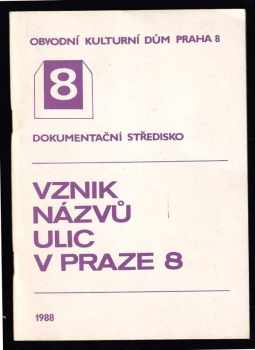 OBVODNÍ KULTURNÍ DŮM PRAHA 8
8
DOKUMENTAČNÍ STŘEDISKO
VZNIK
NÁZVŮ
ULIC
V PRAZE 8
1988